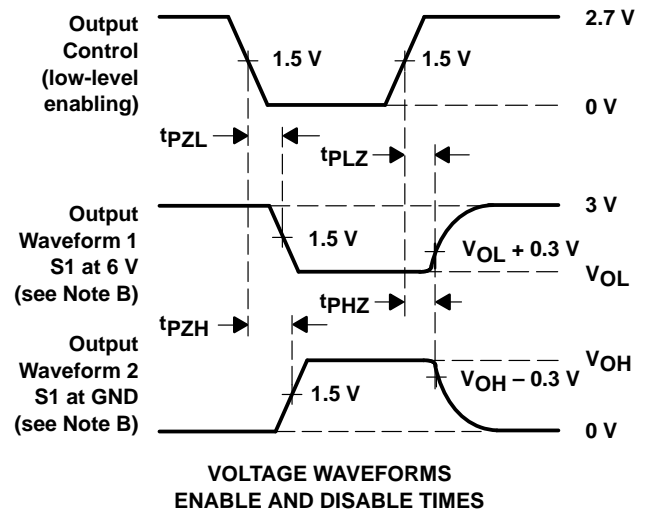 Output
Control
(low-level
enabling)
2.7 V
1.5 V
1.5 V
0 V
tPZL
tPLZ
Output
Waveform 1
S1 at 6 V
(see Note B)
3 V
1.5 V
VOL + 0.3 V
VOL
tPHZ
tPZH
Output
Waveform 2
S1 at GND
(see Note B)
VOH
1.5 V
VOH – 0.3 V
0 V
VOLTAGE WAVEFORMS
ENABLE AND DISABLE TIMES